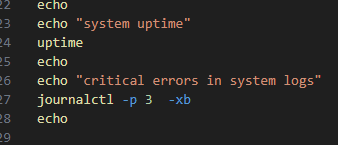 22 echo
23 echo "system uptime"
24 uptime
25 echo
26 echo "critical errors in system logs"
27 journalctl -p 3  -xb
28 echo
29